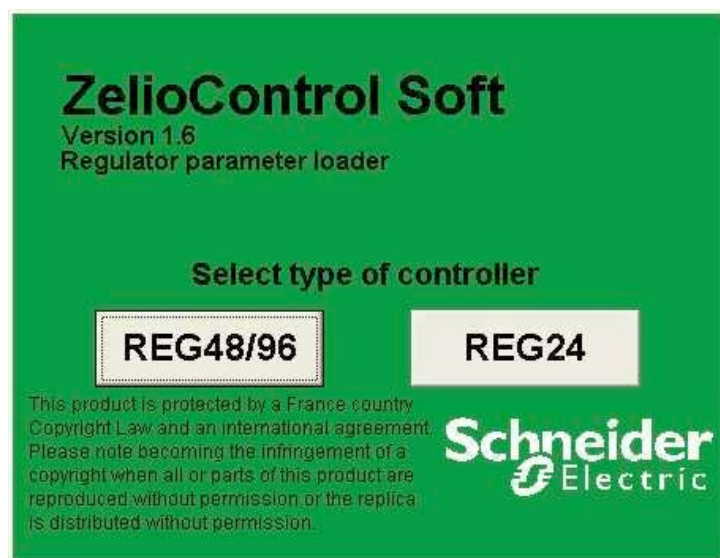 ZelioControl Soft
Version 1.6
Regulator parameter loader
Select type of controller
REG48/96
REG24
This product is protected by a France country
Copyright Law and an international agreement.
Please note becoming the infringement of a
copyright when all or parts of this product are
reproduced without permission or the replica
is distributed without permission.
Schneider
Electric